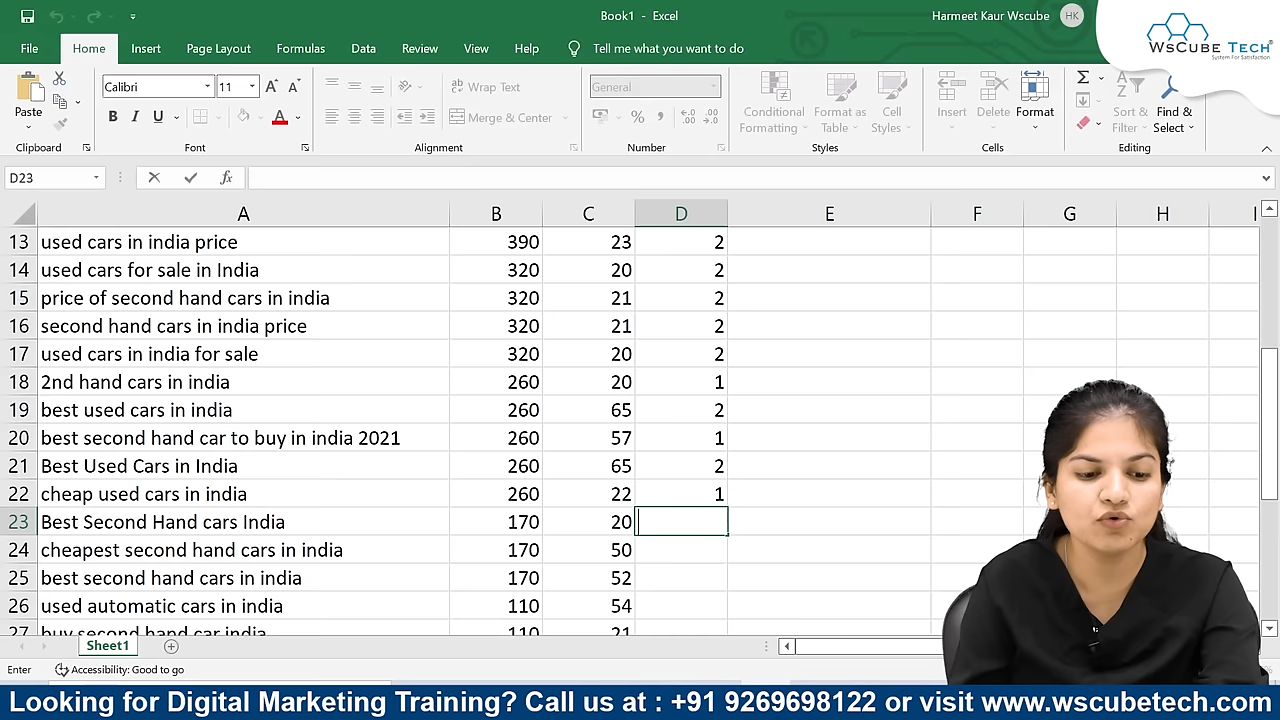 Book1 - Excel
Harmeet Kaur Wscube HK
WsCube Tech®
System For Satisfaction
File Home Insert Page Layout Formulas Data Review View Help Tell me what you want to do
Calibri 11
Wrap Text
General
Paste
B I U A
Merge & Center
% ,
Conditional Formatting
Format as Table
Cell Styles
Insert Delete Format
Sort & Filter
Find & Select
Clipboard Font Alignment Number Styles Cells Editing
D23 fx
A B C D E F G H I
13 used cars in india price 390 23 2
14 used cars for sale in India 320 20 2
15 price of second hand cars in india 320 21 2
16 second hand cars in india price 320 21 2
17 used cars in india for sale 320 20 2
18 2nd hand cars in india 260 20 1
19 best used cars in india 260 65 2
20 best second hand car to buy in india 2021 260 57 1
21 Best Used Cars in India 260 65 2
22 cheap used cars in india 260 22 1
23 Best Second Hand cars India 170 20
24 cheapest second hand cars in india 170 50
25 best second hand cars in india 170 52
26 used automatic cars in india 110 54
27 buy second hand car india 110 21
Sheet1
Enter Accessibility: Good to go
Looking for Digital Marketing Training? Call us at : +91 9269698122 or visit www.wscubetech.com